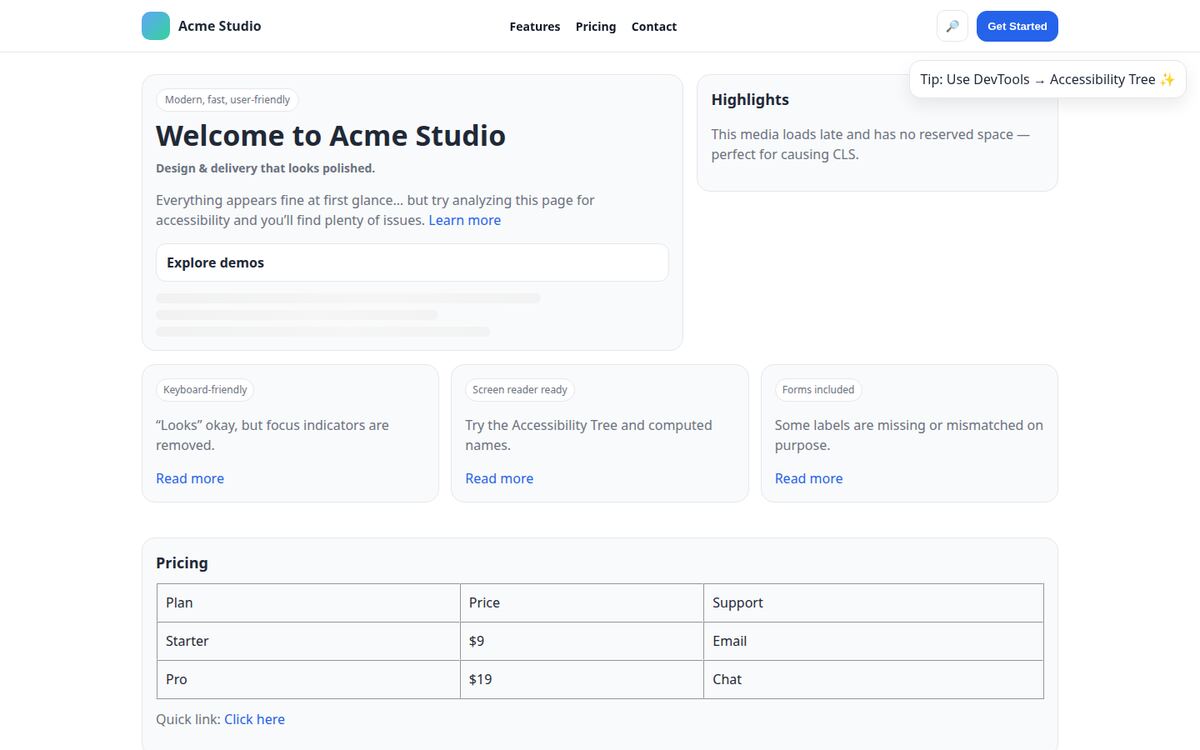 Acme Studio
Features Pricing Contact
🔎
Get Started
Tip: Use DevTools → Accessibility Tree ✨
Modern, fast, user-friendly
Welcome to Acme Studio
Design & delivery that looks polished.
Everything appears fine at first glance… but try analyzing this page for
accessibility and you’ll find plenty of issues. Learn more
Explore demos
Highlights
This media loads late and has no reserved space —
perfect for causing CLS.
Keyboard-friendly
“Looks” okay, but focus indicators are
removed.
Read more
Screen reader ready
Try the Accessibility Tree and computed
names.
Read more
Forms included
Some labels are missing or mismatched on
purpose.
Read more
Pricing
Plan Price Support
Starter $9 Email
Pro $19 Chat
Quick link: Click here